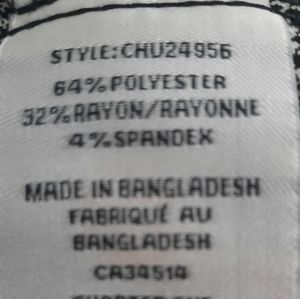 STYLE:CHU24956
64%POLYESTER
32%RAYON/RAYONNE
4%SPANDEX
MADE IN BANGLADESH
FABRIQUÉ AU
BANGLADESH
CA34514